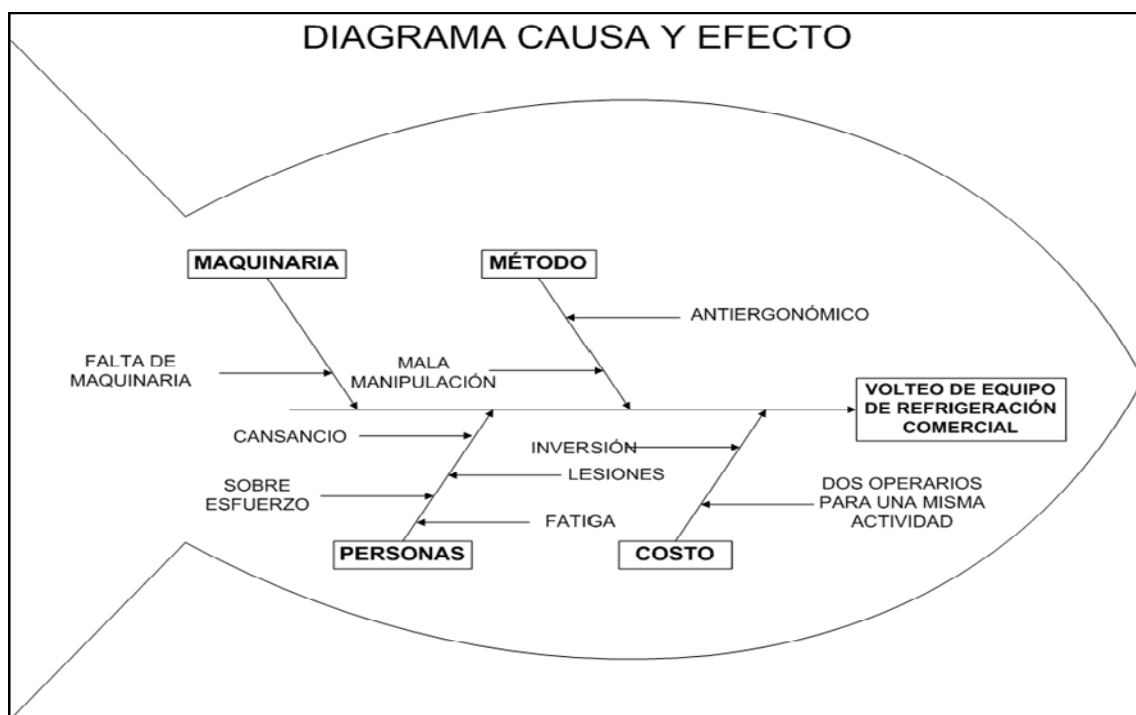 DIAGRAMA CAUSA Y EFECTO
MAQUINARIA
MÉTODO
ANTIERGONÓMICO
FALTA DE
MAQUINARIA
MALA
MANIPULACIÓN
VOLTEO DE EQUIPO
DE REFRIGERACIÓN
COMERCIAL
CANSANCIO
INVERSIÓN
LESIONES
SOBRE
ESFUERZO
DOS OPERARIOS
PARA UNA MISMA
ACTIVIDAD
FATIGA
PERSONAS
COSTO